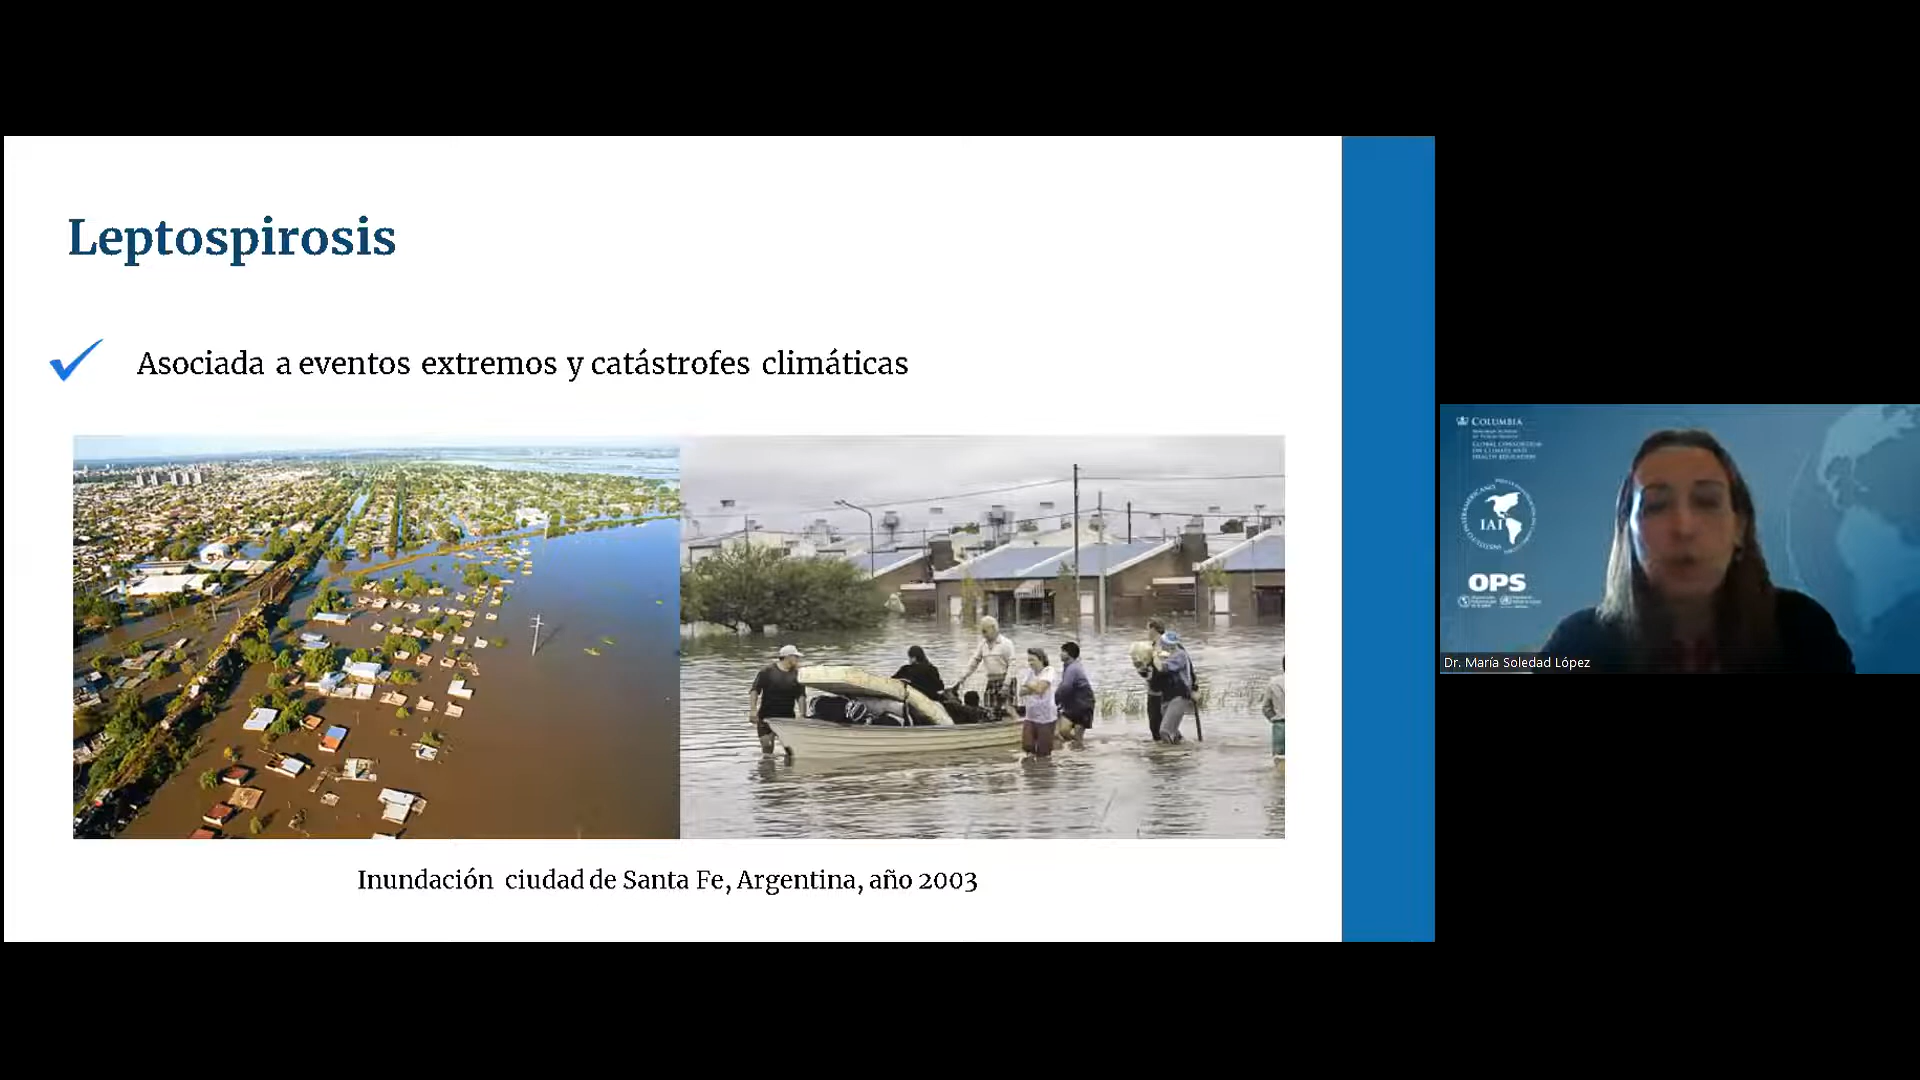 Leptospirosis
Asociada a eventos extremos y catástrofes climáticas
Inundación ciudad de Santa Fe, Argentina, año 2003
COLUMBIA
GLOBAL CONSORTIUM
ON CLIMATE AND
HEALTH EDUCATION
IAI
OPS
Dr. María Soledad López